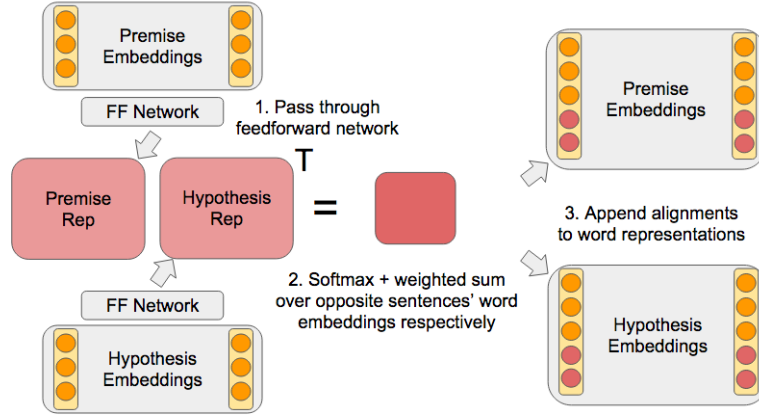 Premise
Embeddings
FF Network
1. Pass through
feedforward network
Premise
Rep
Hypothesis
Rep
T
=
2. Softmax + weighted sum
over opposite sentences' word
embeddings respectively
FF Network
Hypothesis
Embeddings
Premise
Embeddings
3. Append alignments
to word representations
Hypothesis
Embeddings